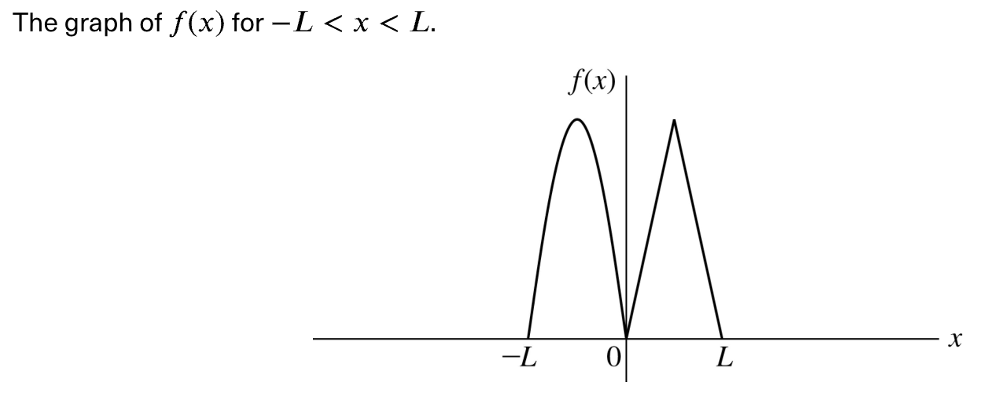 The graph of f(x) for −L < x < L.
f(x)
x
−L
0
L